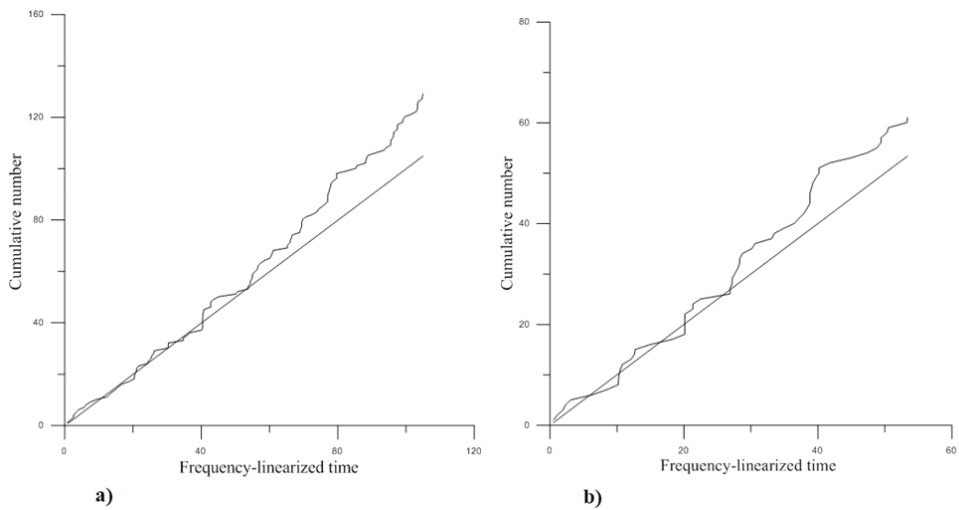 160
120
80
40
0
Cumulative number
0 40 80 120
Frequency-linearized time
a)
80
60
40
20
0
Cumulative number
0 20 40 60
Frequency-linearized time
b)